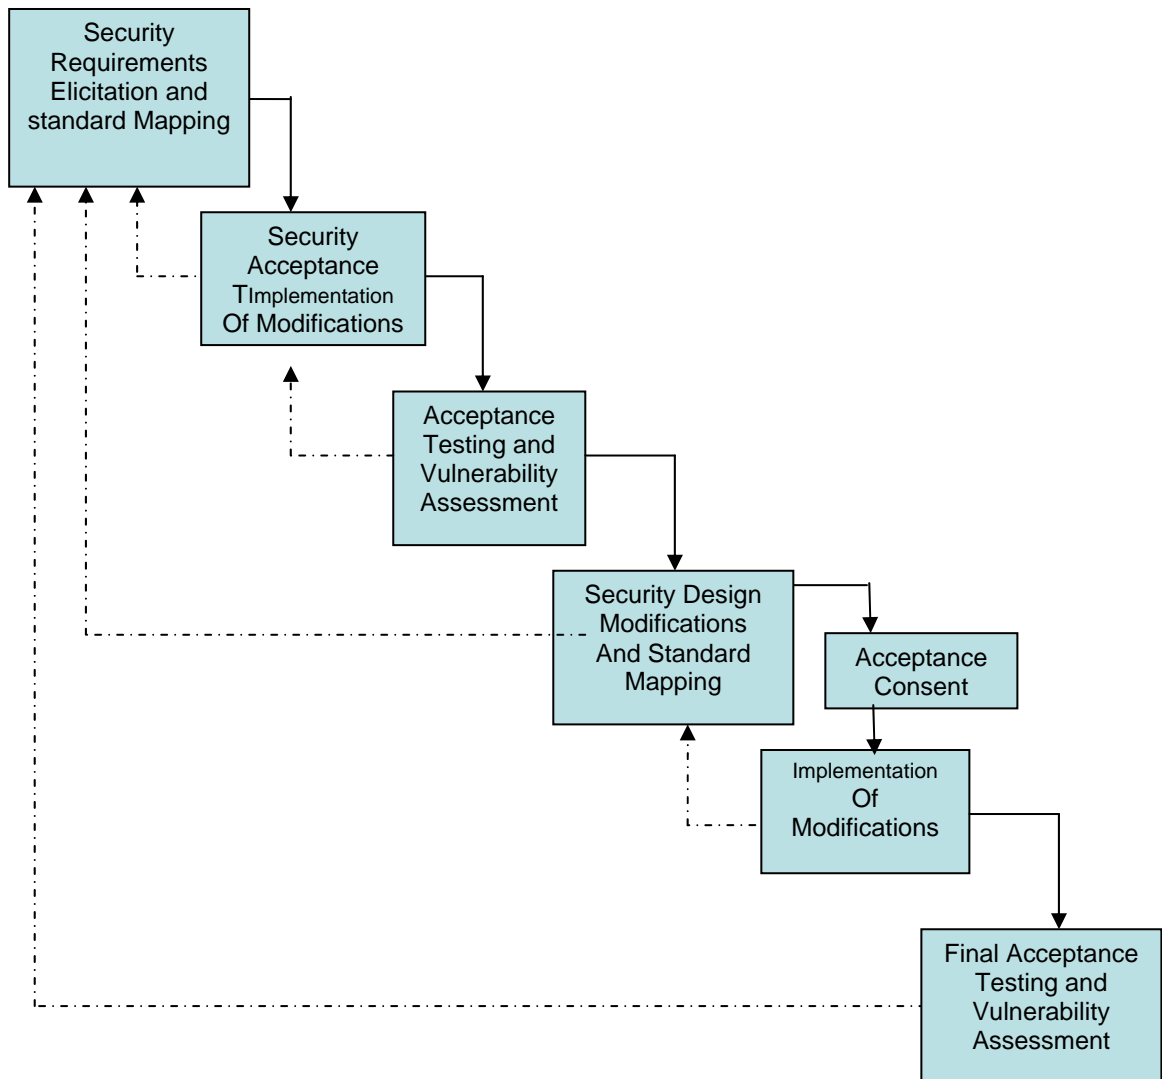 Security
Requirements
Elicitation and
standard Mapping
Security
Acceptance
TImplementation
Of Modifications
Acceptance
Testing and
Vulnerability
Assessment
Security Design
Modifications
And Standard
Mapping
Acceptance
Consent
Implementation
Of
Modifications
Final Acceptance
Testing and
Vulnerability
Assessment